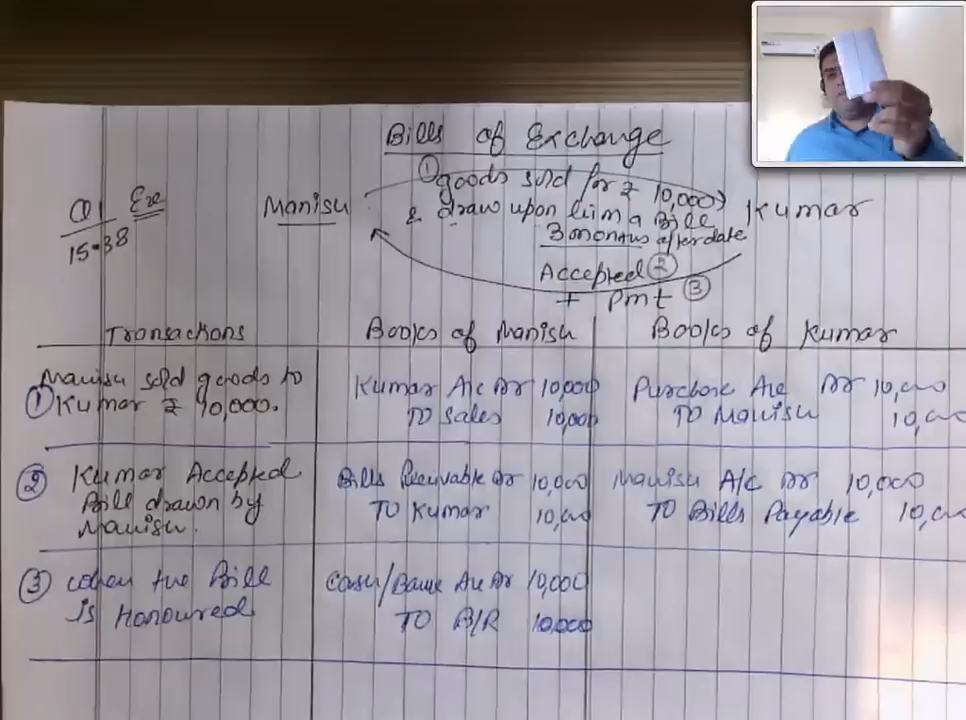 Bills of Exchange
Q1 Exe
15-38
Manish
① goods sold for ₹ 10,000
& draw upon him a Bill
3 months after date
Kumar
Accepted ②
+ Pmt ③
Transactions Books of Manish Books of Kumar
Manish sold goods to
① Kumar ₹ 10,000.
Kumar A/c Dr 10,000
TO Sales 10,000
Purchase A/c Dr 10,000
TO Manish 10,000
② Kumar Accepted
Bill drawn by
Manish.
Bills Receivable Dr 10,000
TO Kumar 10,000
Manish A/c Dr 10,000
TO Bills Payable 10,000
③ When the Bill
is Honoured
Cash/Bank A/c Dr 10,000
TO B/R 10,000